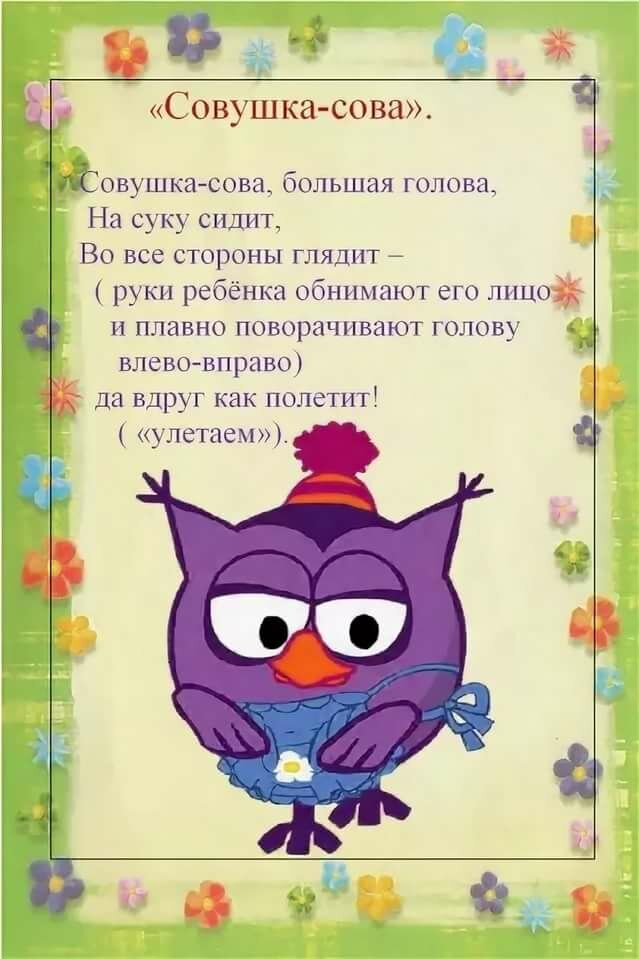 «Совушка-сова».
Совушка-сова, большая голова,
На суку сидит,
Во все стороны глядит –
( руки ребёнка обнимают его лицо
и плавно поворачивают голову
влево-вправо)
да вдруг как полетит!
( «улетаем»).